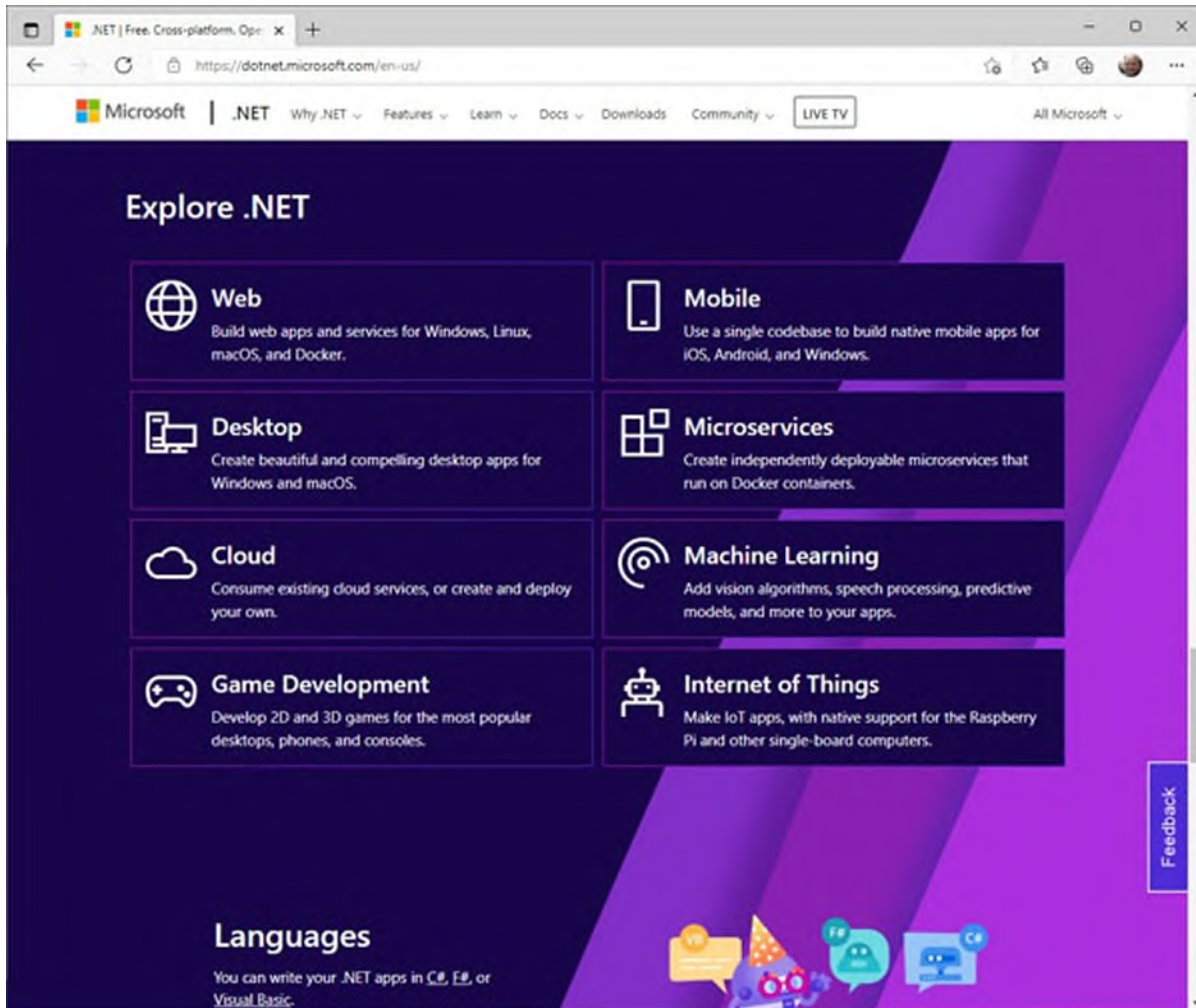 .NET | Free. Cross-platform. Ope
https://dotnet.microsoft.com/en-us/
Microsoft | .NET Why .NET Features Learn Docs Downloads Community LIVE TV All Microsoft
Explore .NET
Web
Build web apps and services for Windows, Linux,
macOS, and Docker.
Mobile
Use a single codebase to build native mobile apps for
iOS, Android, and Windows.
Desktop
Create beautiful and compelling desktop apps for
Windows and macOS.
Microservices
Create independently deployable microservices that
run on Docker containers.
Cloud
Consume existing cloud services, or create and deploy
your own.
Machine Learning
Add vision algorithms, speech processing, predictive
models, and more to your apps.
Game Development
Develop 2D and 3D games for the most popular
desktops, phones, and consoles.
Internet of Things
Make IoT apps, with native support for the Raspberry
Pi and other single-board computers.
Feedback
Languages
You can write your .NET apps in C#, F#, or
Visual Basic.
VB
F#
C#